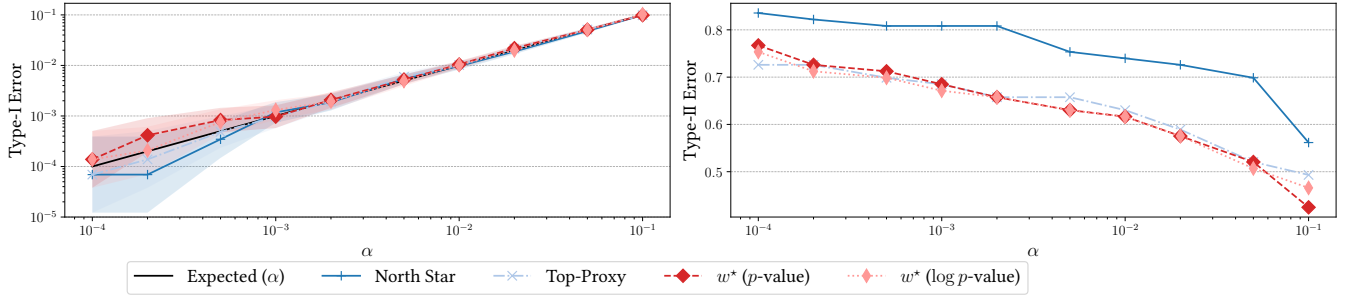 Type-I Error
10⁻¹
10⁻²
10⁻³
10⁻⁴
10⁻⁵
10⁻⁴
10⁻³
10⁻²
10⁻¹
α
Type-II Error
0.8
0.7
0.6
0.5
10⁻⁴
10⁻³
10⁻²
10⁻¹
α
Expected (α)
North Star
Top-Proxy
w⋆ (p-value)
w⋆ (log p-value)